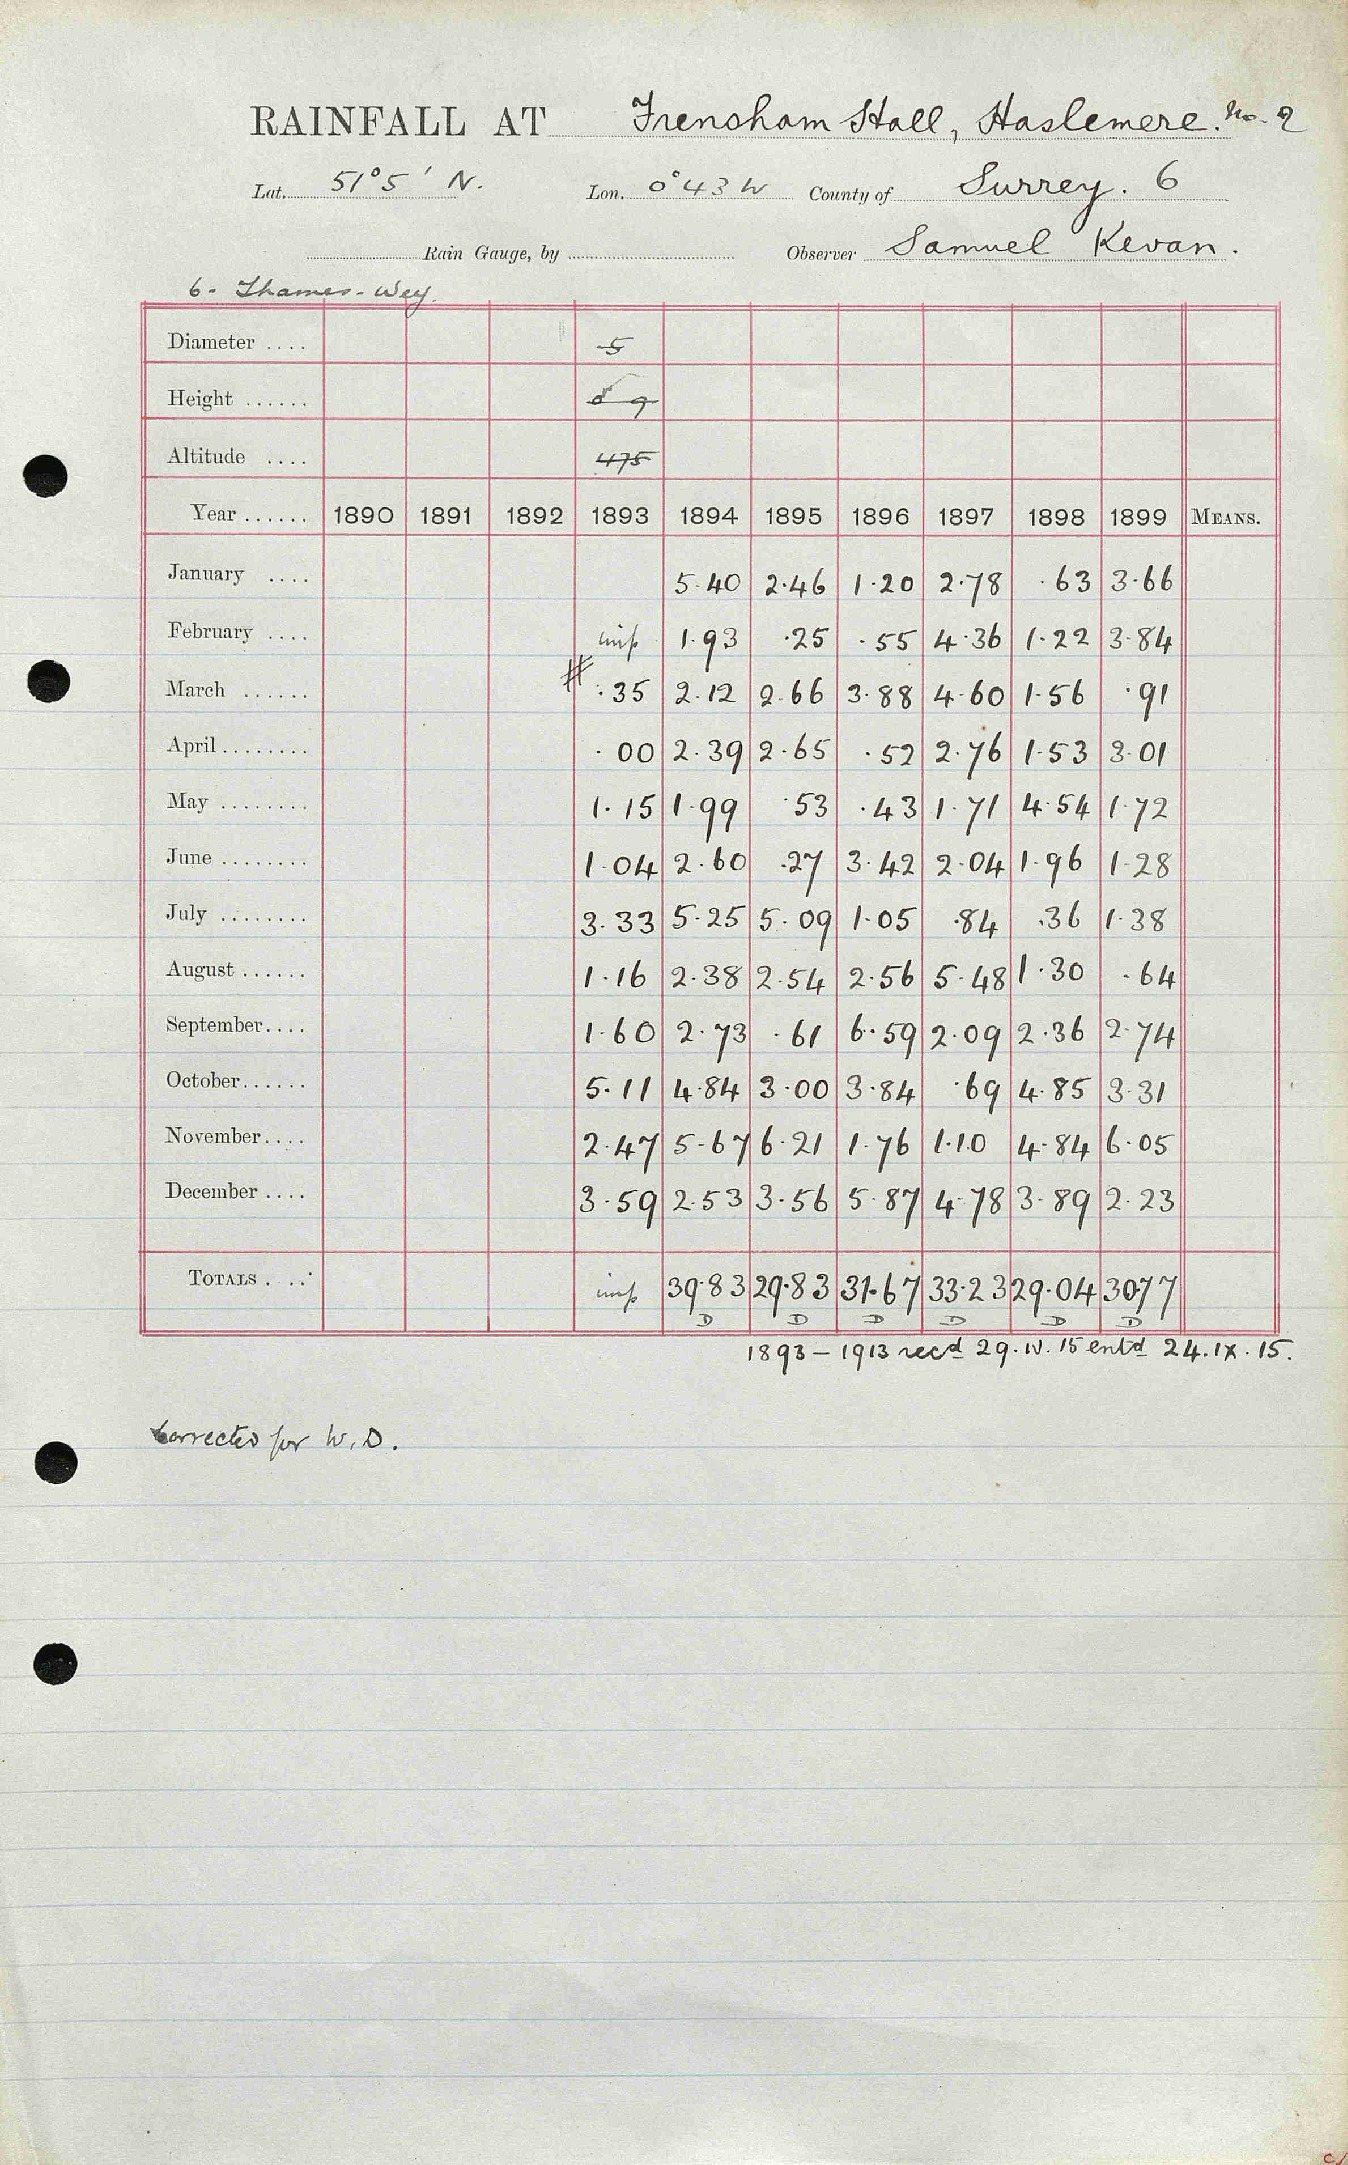 RAINFALL AT Frensham Hall, Haslemere. No. 2
Lat. 51°5' N. Lon. 0°43 W County of Surrey. 6
Rain Gauge, by Observer Samuel Kevan.
6. Thames-Wey.
Diameter .... 5
Height ...... 9
Altitude .... 475
Year ...... 1890 1891 1892 1893 1894 1895 1896 1897 1898 1899 MEANS.
January .... 5.40 2.46 1.20 2.78 .63 3.66
February .... imp 1.93 .25 .55 4.36 1.22 3.84
March ...... # .35 2.12 2.66 3.88 4.60 1.56 .91
April ........ .00 2.39 2.65 .52 2.76 1.53 3.01
May ........ 1.15 1.99 .53 .43 1.71 4.54 1.72
June ........ 1.04 2.60 .27 3.42 2.04 1.96 1.28
July ........ 3.33 5.25 5.09 1.05 .84 .36 1.38
August ...... 1.16 2.38 2.54 2.56 5.48 1.30 .64
September.... 1.60 2.73 .61 6.59 2.09 2.36 2.74
October...... 5.11 4.84 3.00 3.84 .69 4.85 3.31
November.... 2.47 5.67 6.21 1.76 1.10 4.84 6.05
December .... 3.59 2.53 3.56 5.87 4.78 3.89 2.23
TOTALS . ... imp 39.83 29.83 31.67 33.23 29.04 30.77
D D D D D D
1893-1913 recd 29.IV.15 entd 24.IX.15.
Corrected for W.D.